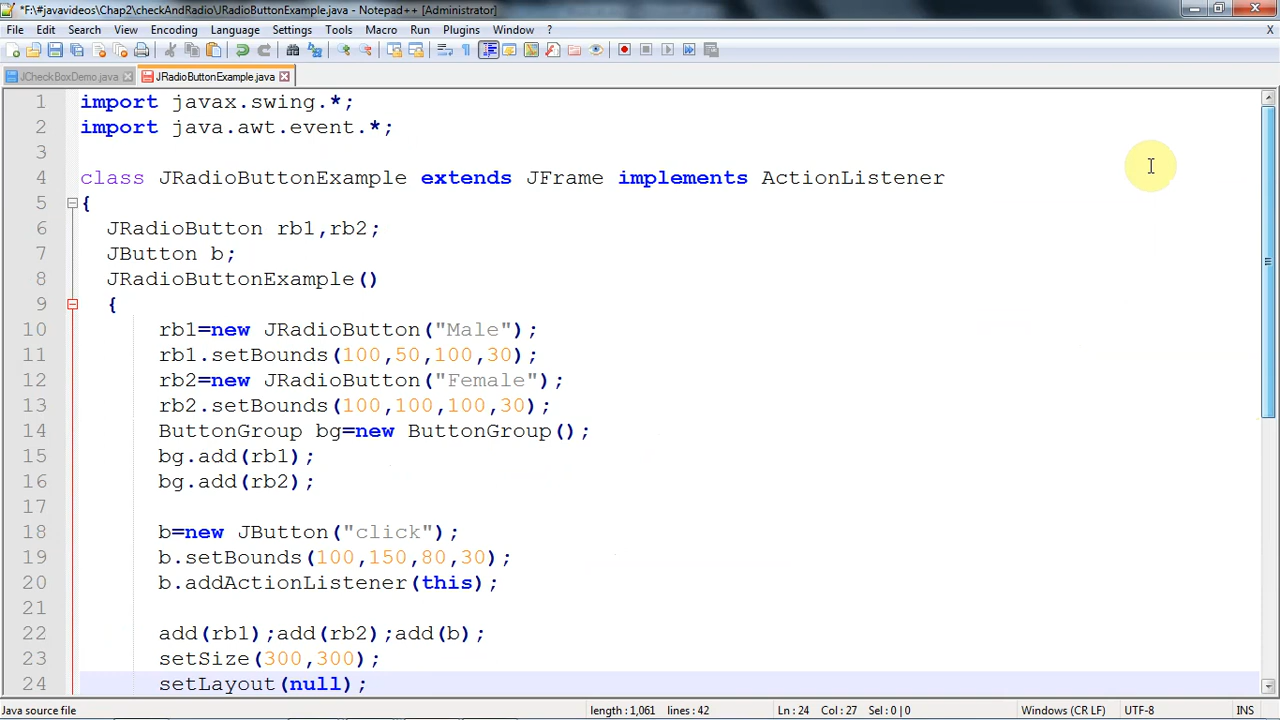 *F:\#javavideos\Chap2\checkAndRadio\JRadioButtonExample.java - Notepad++ [Administrator]
File Edit Search View Encoding Language Settings Tools Macro Run Plugins Window ? X
JCheckBoxDemo.java JRadioButtonExample.java
1 import javax.swing.*;
2 import java.awt.event.*;
3
4 class JRadioButtonExample extends JFrame implements ActionListener
5 {
6 JRadioButton rb1,rb2;
7 JButton b;
8 JRadioButtonExample()
9 {
10 rb1=new JRadioButton("Male");
11 rb1.setBounds(100,50,100,30);
12 rb2=new JRadioButton("Female");
13 rb2.setBounds(100,100,100,30);
14 ButtonGroup bg=new ButtonGroup();
15 bg.add(rb1);
16 bg.add(rb2);
17
18 b=new JButton("click");
19 b.setBounds(100,150,80,30);
20 b.addActionListener(this);
21
22 add(rb1);add(rb2);add(b);
23 setSize(300,300);
24 setLayout(null);
Java source file length : 1,061 lines : 42 Ln : 24 Col : 27 Sel : 0 | 0 Windows (CR LF) UTF-8 INS